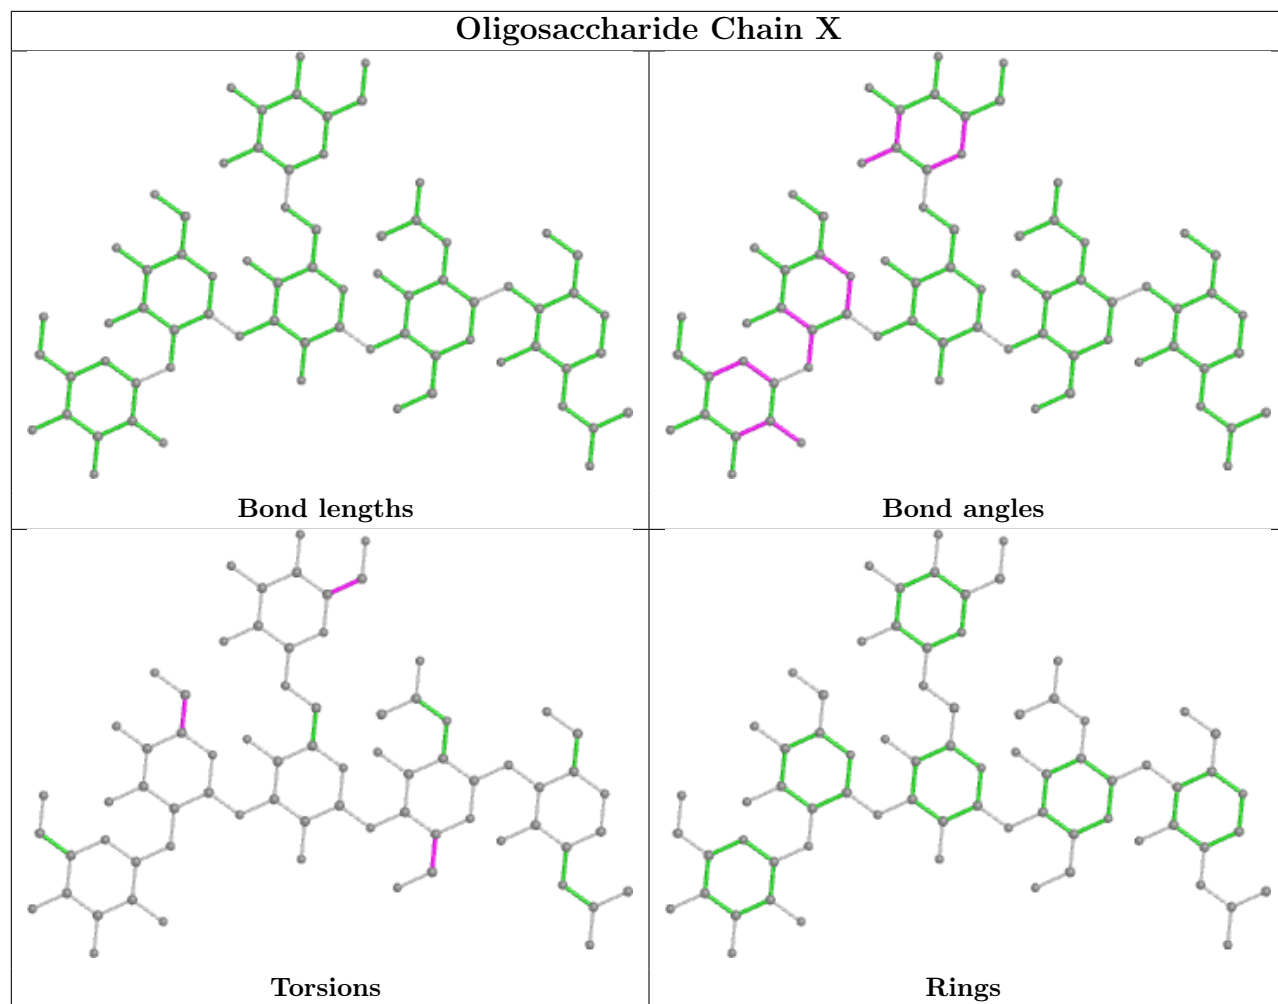 Oligosaccharide Chain X
Bond lengths
Bond angles
Torsions
Rings